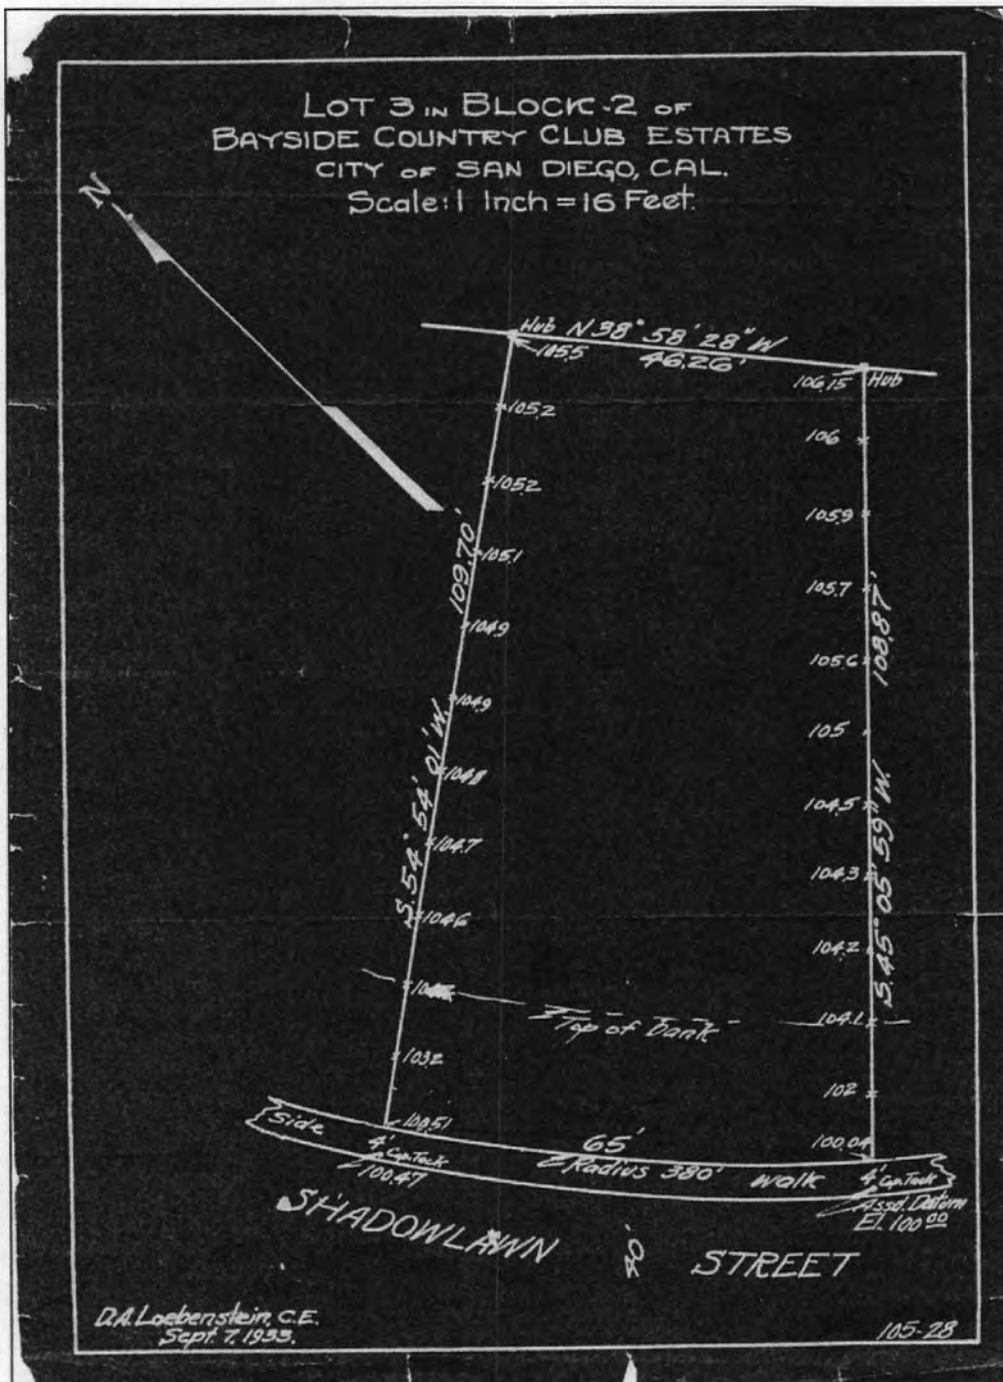 N
LOT 3 IN BLOCK-2 OF
BAYSIDE COUNTRY CLUB ESTATES
CITY OF SAN DIEGO, CAL.
Scale: 1 Inch = 16 Feet.
Hub N 38° 58' 28" W
46.26'
105.5
106.15 Hub
105.2
106
105.2
105.9
105.1
105.7
104.9
105.6
104.9
105
104.8
104.5
104.7
104.3
104.6
104.2
104.1
103.2
102
100.51
100.04
109.70'
S. 54° 54' 01' W.
108.87'
S. 45° 05' 59" W.
Top of Bank
Side walk
65'
Radius 380'
4' Cop. Tack
100.47
4' Cop. Tack
Assd. Datum
El. 100.00
SHADOWLAWN STREET
D.A. Loebenstein, C.E.
Sept. 7, 1933.
105-28